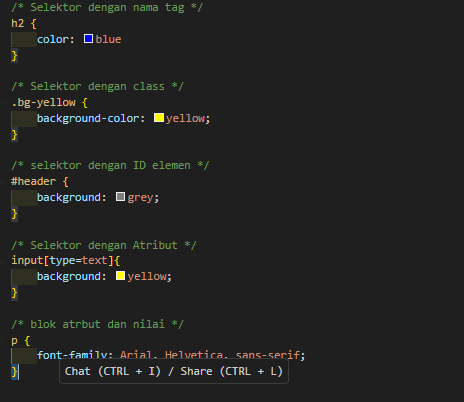 /* Selektor dengan nama tag */
h2 {
    color: blue
}
/* Selektor dengan class */
.bg-yellow {
    background-color: yellow;
}
/* selektor dengan ID elemen */
#header {
    background: grey;
}
/* Selektor dengan Atribut */
input[type=text]{
    background: yellow;
}
/* blok atrbut dan nilai */
p {
    font-family: Arial, Helvetica, sans-serif;
}
Chat (CTRL + I) / Share (CTRL + L)